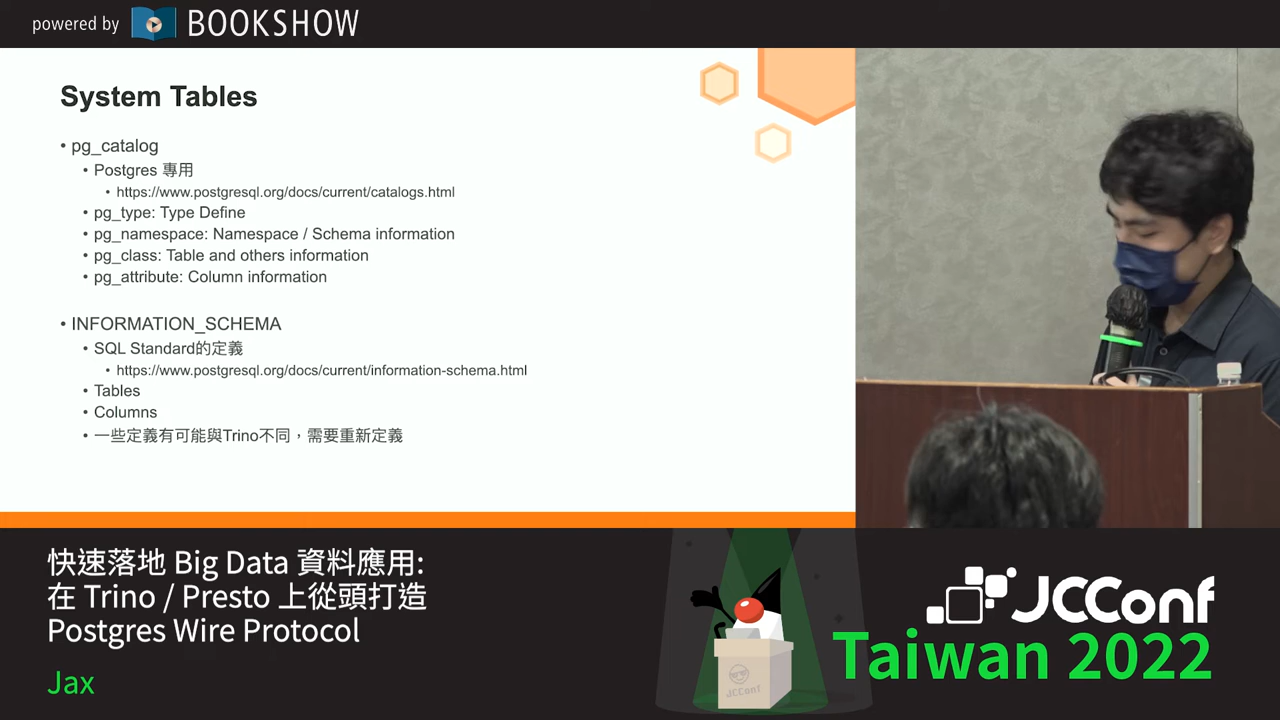 powered by BOOKSHOW
System Tables
• pg_catalog
• Postgres 專用
• https://www.postgresql.org/docs/current/catalogs.html
• pg_type: Type Define
• pg_namespace: Namespace / Schema information
• pg_class: Table and others information
• pg_attribute: Column information
• INFORMATION_SCHEMA
• SQL Standard的定義
• https://www.postgresql.org/docs/current/information-schema.html
• Tables
• Columns
• 一些定義有可能與Trino不同，需要重新定義
快速落地 Big Data 資料應用:
在 Trino / Presto 上從頭打造
Postgres Wire Protocol
Jax
JCConf
JCConf
Taiwan 2022